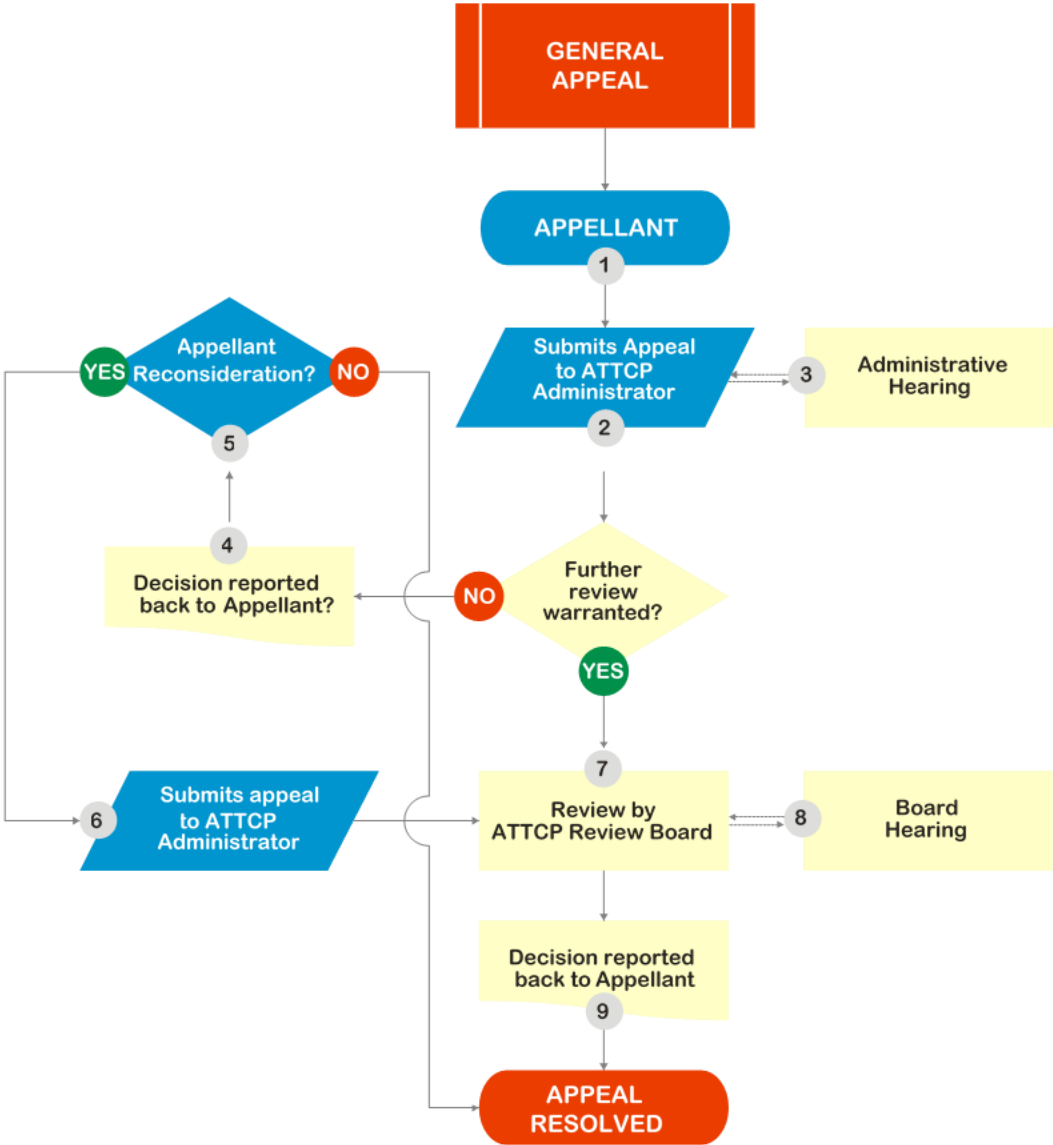 GENERAL
APPEAL
APPELLANT
1
Submits Appeal
to ATTCP
Administrator
2
3
Administrative
Hearing
Appellant
Reconsideration?
YES
NO
5
4
Decision reported
back to Appellant?
NO
Further
review
warranted?
YES
6
Submits appeal
to ATTCP
Administrator
7
Review by
ATTCP Review Board
8
Board
Hearing
Decision reported
back to Appellant
9
APPEAL
RESOLVED